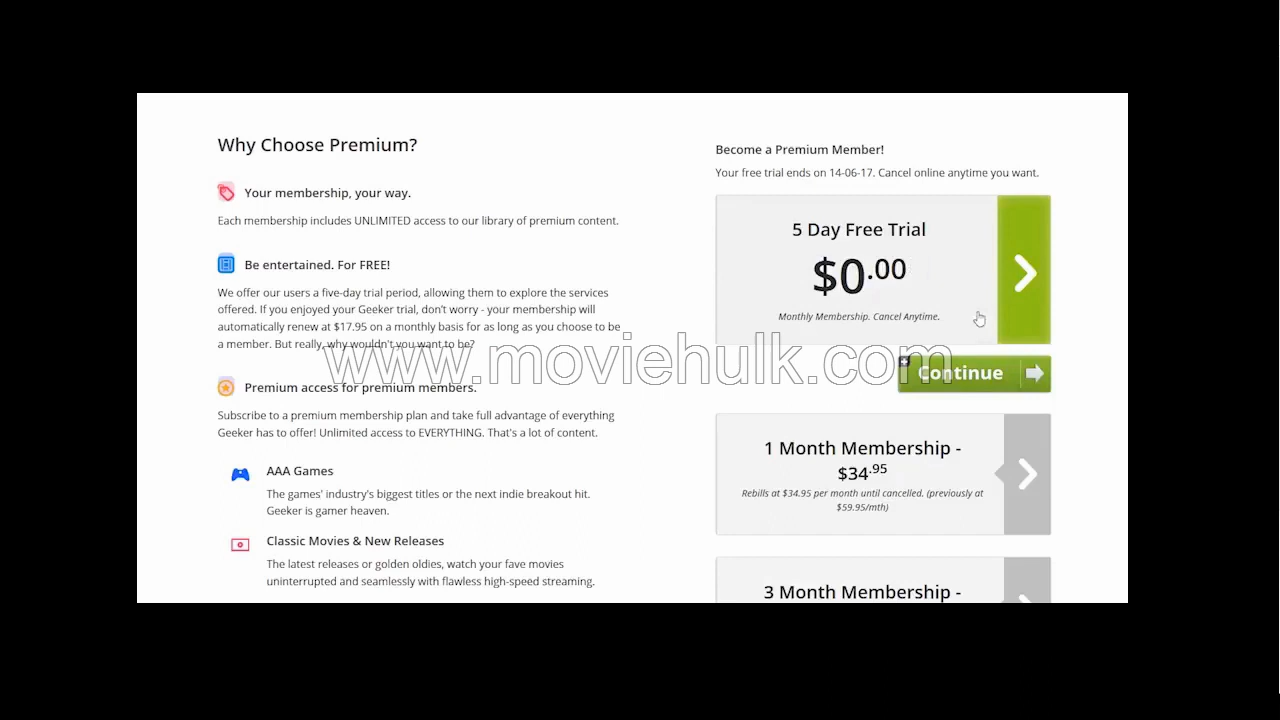 Why Choose Premium?
Your membership, your way.
Each membership includes UNLIMITED access to our library of premium content.
Be entertained. For FREE!
We offer our users a five-day trial period, allowing them to explore the services
offered. If you enjoyed your Geeker trial, don't worry - your membership will
automatically renew at $17.95 on a monthly basis for as long as you choose to be
a member. But really, why wouldn't you want to be?
Premium access for premium members.
Subscribe to a premium membership plan and take full advantage of everything
Geeker has to offer! Unlimited access to EVERYTHING. That's a lot of content.
AAA Games
The games' industry's biggest titles or the next indie breakout hit.
Geeker is gamer heaven.
Classic Movies & New Releases
The latest releases or golden oldies, watch your fave movies
uninterrupted and seamlessly with flawless high-speed streaming.
Become a Premium Member!
Your free trial ends on 14-06-17. Cancel online anytime you want.
5 Day Free Trial
$0.00
Monthly Membership. Cancel Anytime.
www.moviehulk.com
Continue
1 Month Membership -
$34.95
Rebills at $34.95 per month until cancelled. (previously at
$59.95/mth)
3 Month Membership -